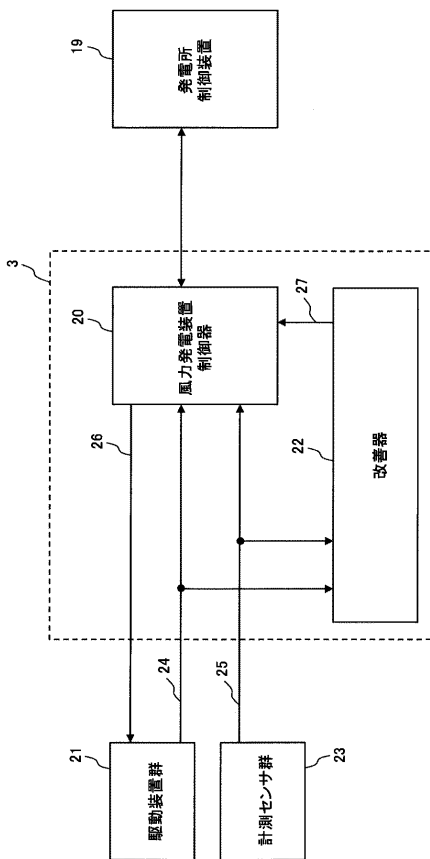 3
19
発電所
制御装置
20
風力発電装置
制御器
27
22
改善器
26
24
25
21
駆動装置群
計測センサ群
23